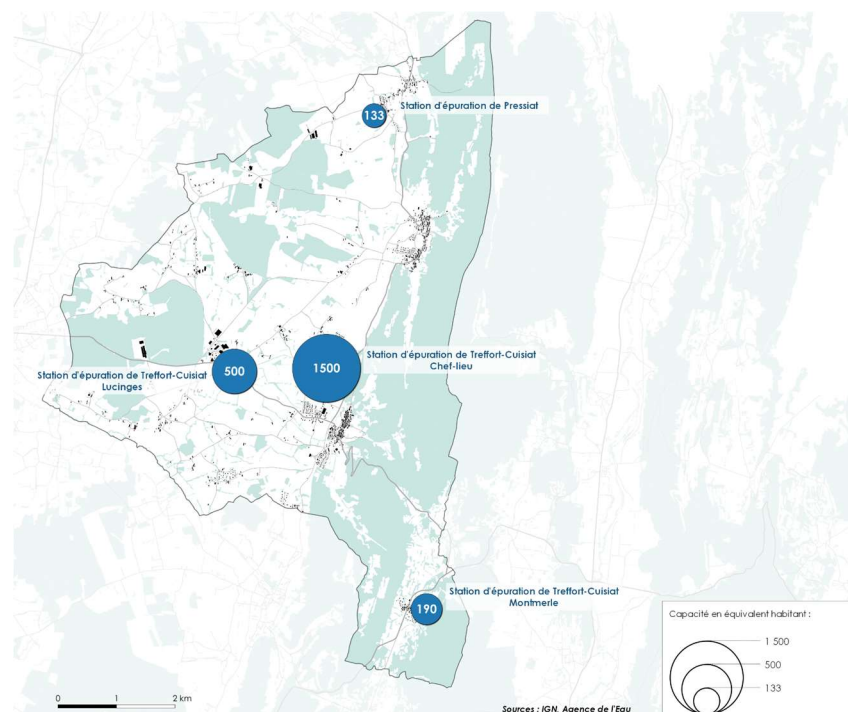 133
Station d'épuration de Pressiat
1500
Station d'épuration de Treffort-Cuisiat
Chef-lieu
500
Station d'épuration de Treffort-Cuisiat
Lucinges
190
Station d'épuration de Treffort-Cuisiat
Montmerle
Capacité en équivalent habitant :
1 500
500
133
0 1 2 km
Sources : IGN, Agence de l'Eau